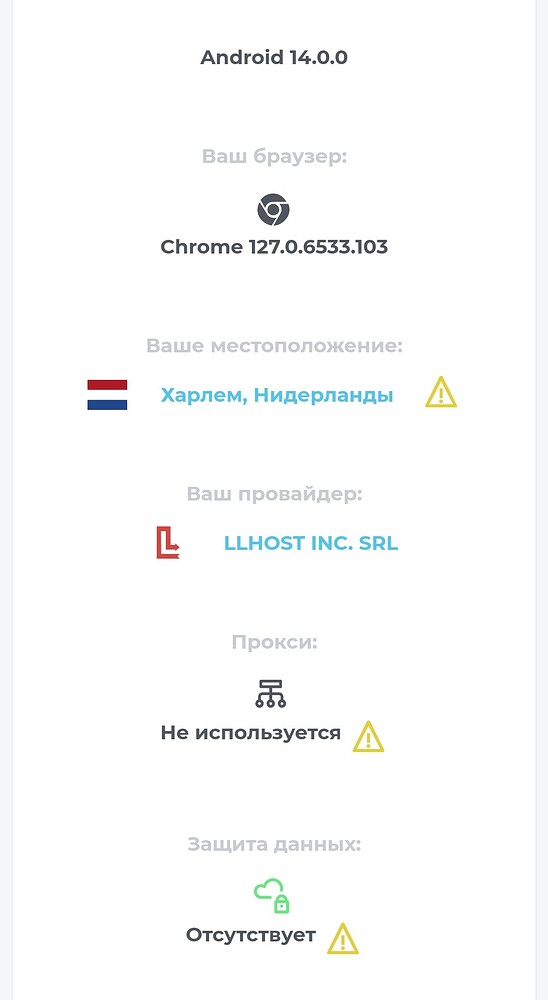 Android 14.0.0
Ваш браузер:
Chrome 127.0.6533.103
Ваше местоположение:
Харлем, Нидерланды
Ваш провайдер:
LLHOST INC. SRL
Прокси:
Не используется
Защита данных:
Отсутствует